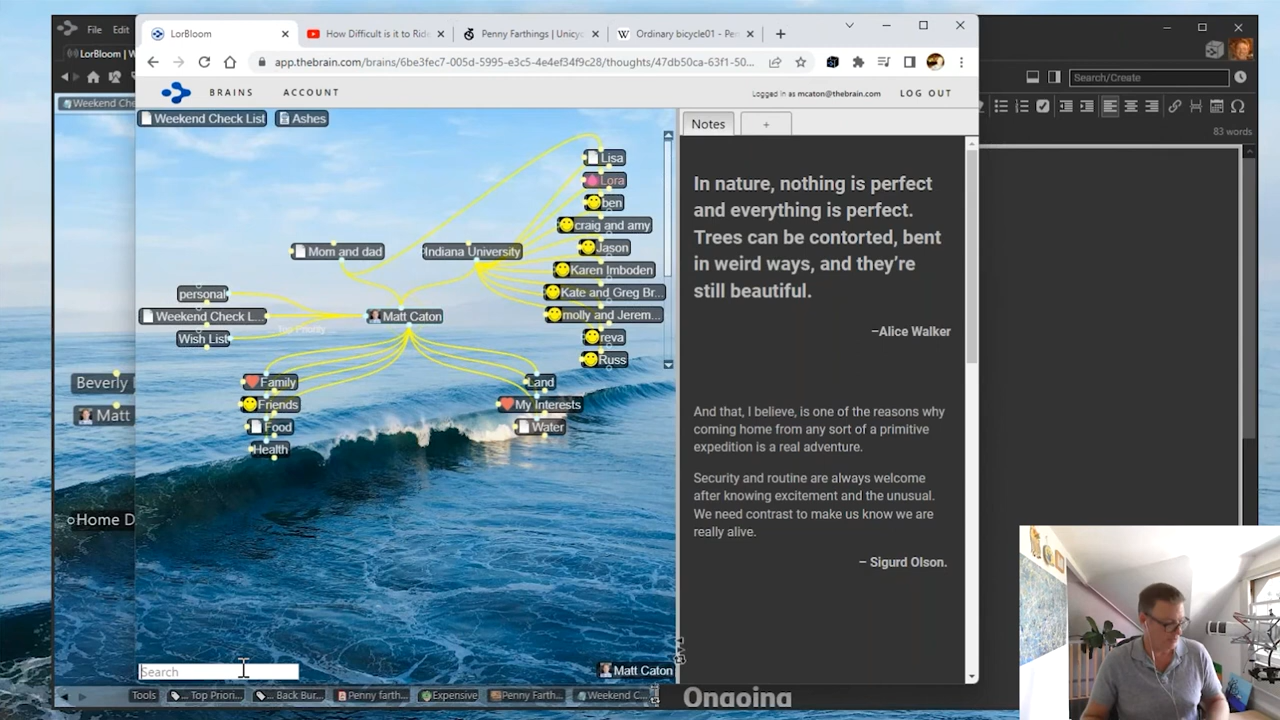 File Edit
LorBloom
How Difficult is it to Ride
Penny Farthings | Unicyc
Ordinary bicycle01 - Pen
app.thebrain.com/brains/6be3fec7-005d-5995-e3c5-4e4ef34f9c28/thoughts/47db50ca-63f1-50...
LorBloom | W
Search/Create
BRAINS
ACCOUNT
Logged in as mcaton@thebrain.com
LOG OUT
Weekend Che
83 words
Weekend Check List
Ashes
Notes
+
Lisa
Lora
ben
craig and amy
Jason
Karen Imboden
Kate and Greg Br...
molly and Jerem...
reva
Russ
Mom and dad
Indiana University
personal
Weekend Check L...
Wish List
Top Priority
Matt Caton
Family
Friends
Food
Health
Land
My Interests
Water
Beverly
Matt
Home D
In nature, nothing is perfect
and everything is perfect.
Trees can be contorted, bent
in weird ways, and they’re
still beautiful.
–Alice Walker
And that, I believe, is one of the reasons why
coming home from any sort of a primitive
expedition is a real adventure.
Security and routine are always welcome
after knowing excitement and the unusual.
We need contrast to make us know we are
really alive.
– Sigurd Olson.
Search
Matt Caton
Tools
... Top Priori...
... Back Bur...
Penny farth...
Expensive
Penny Farth...
Weekend C...
Ongoing